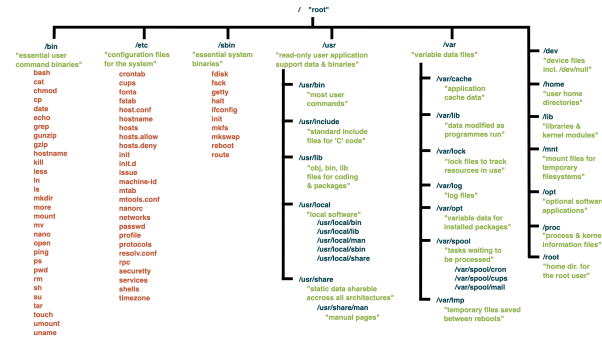 / "root"
/bin
"essential user
command binaries"
bash
cat
chmod
cp
date
echo
grep
gunzip
gzip
hostname
kill
less
ln
ls
mkdir
more
mount
mv
nano
open
ping
ps
pwd
rm
sh
su
tar
touch
umount
uname
/etc
"configuration files
for the system"
crontab
cups
fonts
fstab
host.conf
hostname
hosts
hosts.allow
hosts.deny
init
init.d
issue
machine-id
mtab
mtools.conf
nanorc
networks
passwd
profile
protocols
resolv.conf
rpc
securetty
services
shells
timezone
/sbin
"essential system
binaries"
fdisk
fsck
getty
halt
ifconfig
init
mkfs
mkswap
reboot
route
/usr
"read-only user application
support data & binaries"
/usr/bin
"most user
commands"
/usr/include
"standard include
files for 'C' code"
/usr/lib
"obj, bin, lib
files for coding
& packages"
/usr/local
"local software"
/usr/local/bin
/usr/local/lib
/usr/local/man
/usr/local/sbin
/usr/local/share
/usr/share
"static data sharable
accross all architectures"
/usr/share/man
"manual pages"
/var
"variable data files"
/var/cache
"application
cache data"
/var/lib
"data modified as
programmes run"
/var/lock
"lock files to track
resources in use"
/var/log
"log files"
/var/opt
"variable data for
installed packages"
/var/spool
"tasks waiting to
be processed"
/var/spool/cron
/var/spool/cups
/var/spool/mail
/var/tmp
"temporary files saved
between reboots"
/dev
"device files
incl. /dev/null"
/home
"user home
directories"
/lib
"libraries &
kernel modules"
/mnt
"mount files for
temporary
filesystems"
/opt
"optional software
applications"
/proc
"process & kerne
information files"
/root
"home dir. for
the root user"